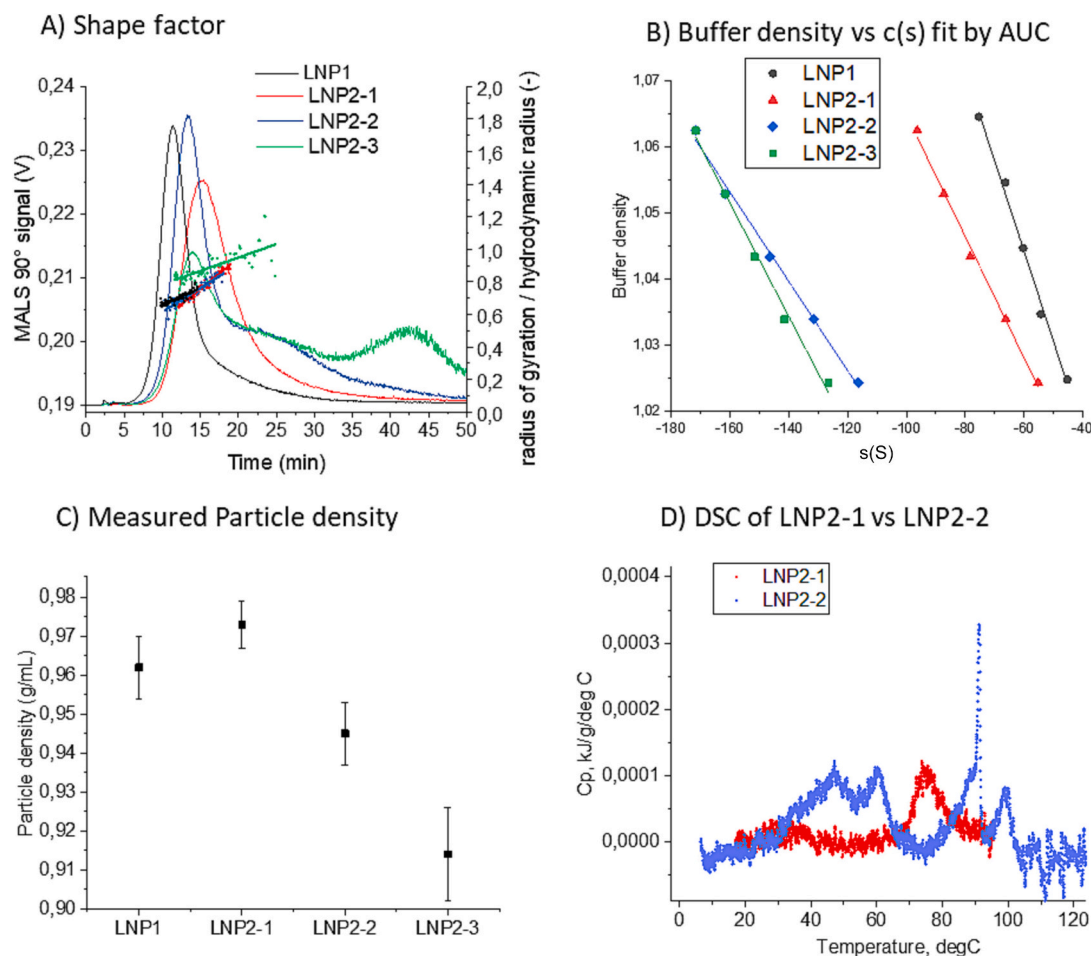 A) Shape factor
LNP1
LNP2-1
LNP2-2
LNP2-3
MALS 90° signal (V)
0,24
0,23
0,22
0,21
0,20
0,19
2,0
1,8
1,6
1,4
1,2
1,0
0,8
0,6
0,4
0,2
0,0
radius of gyration / hydrodynamic radius (-)
0 5 10 15 20 25 30 35 40 45 50
Time (min)
B) Buffer density vs c(s) fit by AUC
LNP1
LNP2-1
LNP2-2
LNP2-3
Buffer density
1,07
1,06
1,05
1,04
1,03
1,02
-180 -160 -140 -120 -100 -80 -60 -40
s(S)
C) Measured Particle density
Particle density (g/mL)
0,98
0,97
0,96
0,95
0,94
0,93
0,92
0,91
0,90
LNP1 LNP2-1 LNP2-2 LNP2-3
D) DSC of LNP2-1 vs LNP2-2
LNP2-1
LNP2-2
Cp, kJ/g/deg C
0,0004
0,0003
0,0002
0,0001
0,0000
0 20 40 60 80 100 120
Temperature, degC